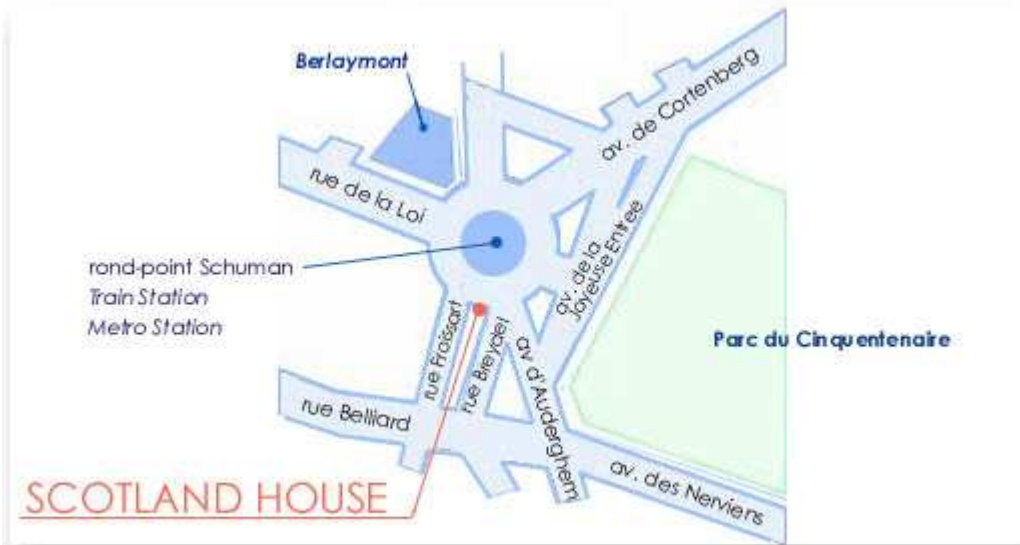 Berlaymont
av. de Cortenberg
rue de la Loi
av. de la
Joyeuse Entree
rond-point Schuman
Train Station
Metro Station
rue Froissart
rue Breydel
av d'Auderghem
Parc du Cinquentenaire
rue Belliard
av. des Nerviens
SCOTLAND HOUSE